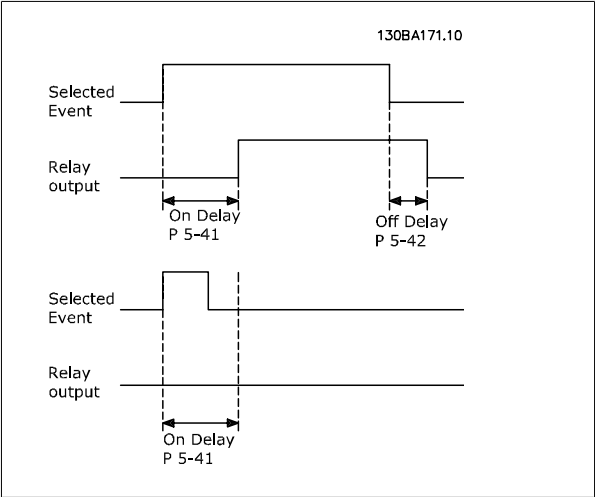 130BA171.10
Selected
Event
Relay
output
On Delay
P 5-41
Off Delay
P 5-42
Selected
Event
Relay
output
On Delay
P 5-41